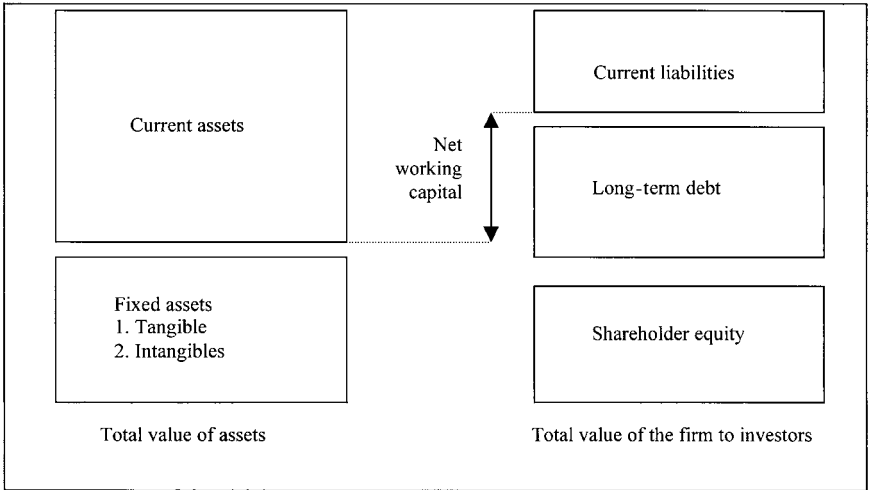 Current assets
Fixed assets
1. Tangible
2. Intangibles
Total value of assets
Net
working
capital
Current liabilities
Long-term debt
Shareholder equity
Total value of the firm to investors